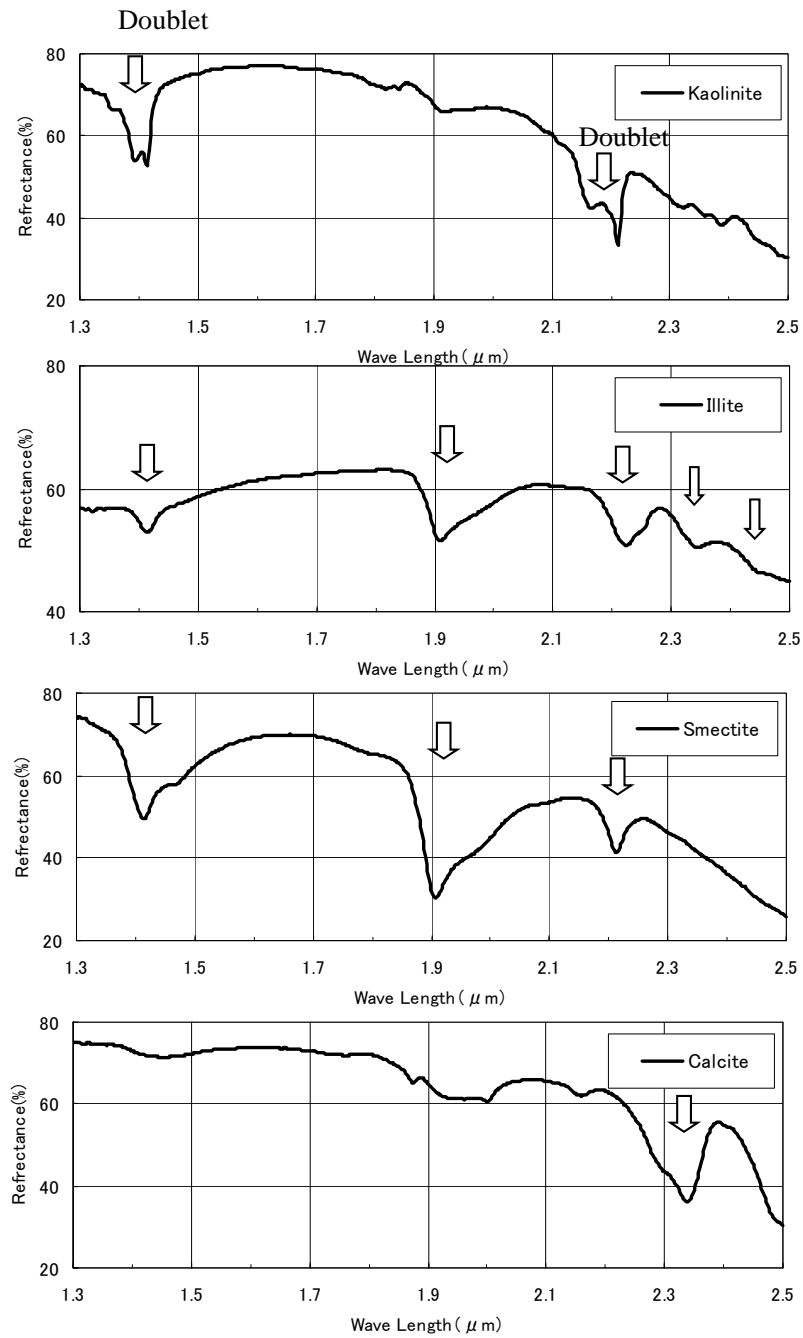 Doublet
80
Kaolinite
60
Doublet
Refrectance(%)
40
20
1.3 1.5 1.7 1.9 2.1 2.3 2.5
Wave Length( μ m)
80
Illite
60
Refrectance(%)
40
1.3 1.5 1.7 1.9 2.1 2.3 2.5
Wave Length( μ m)
80
Smectite
60
Refrectance(%)
40
20
1.3 1.5 1.7 1.9 2.1 2.3 2.5
Wave Length( μ m)
80
Calcite
60
Refrectance(%)
40
20
1.3 1.5 1.7 1.9 2.1 2.3 2.5
Wave Length( μ m)